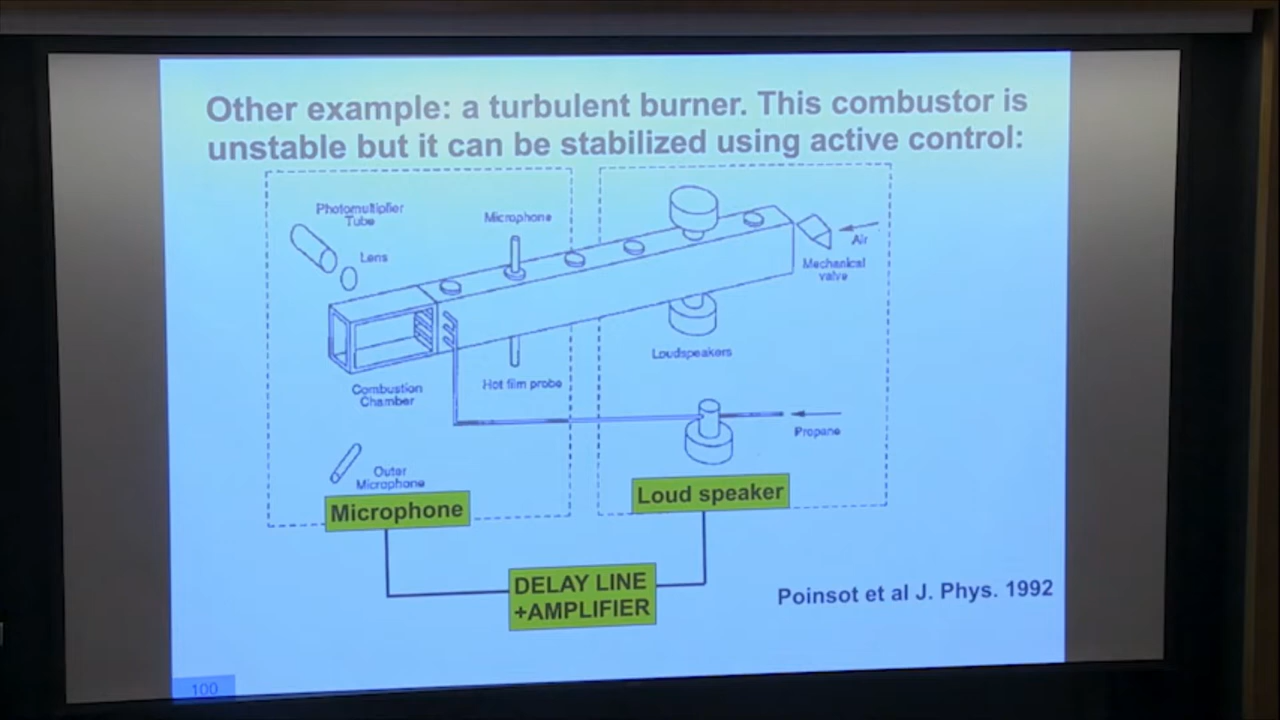 Other example: a turbulent burner. This combustor is
unstable but it can be stabilized using active control:
Photomultiplier
Tube
Lens
Microphone
Air
Mechanical
valve
Loudspeakers
Hot film probe
Combustion
Chamber
Propane
Outer
Microphone
Microphone
Loud speaker
DELAY LINE
+AMPLIFIER
Poinsot et al J. Phys. 1992
100